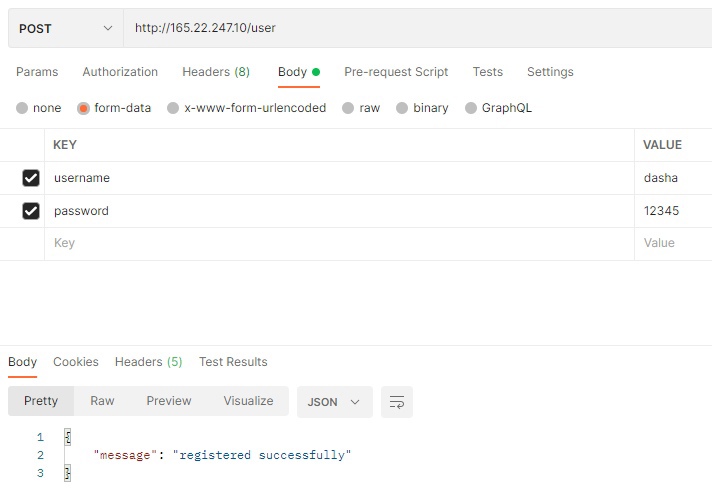 POST http://165.22.247.10/user
Params Authorization Headers (8) Body Pre-request Script Tests Settings
none form-data x-www-form-urlencoded raw binary GraphQL
KEY VALUE
username dasha
password 12345
Key Value
Body Cookies Headers (5) Test Results
Pretty Raw Preview Visualize JSON
1 {
2 "message": "registered successfully"
3 }